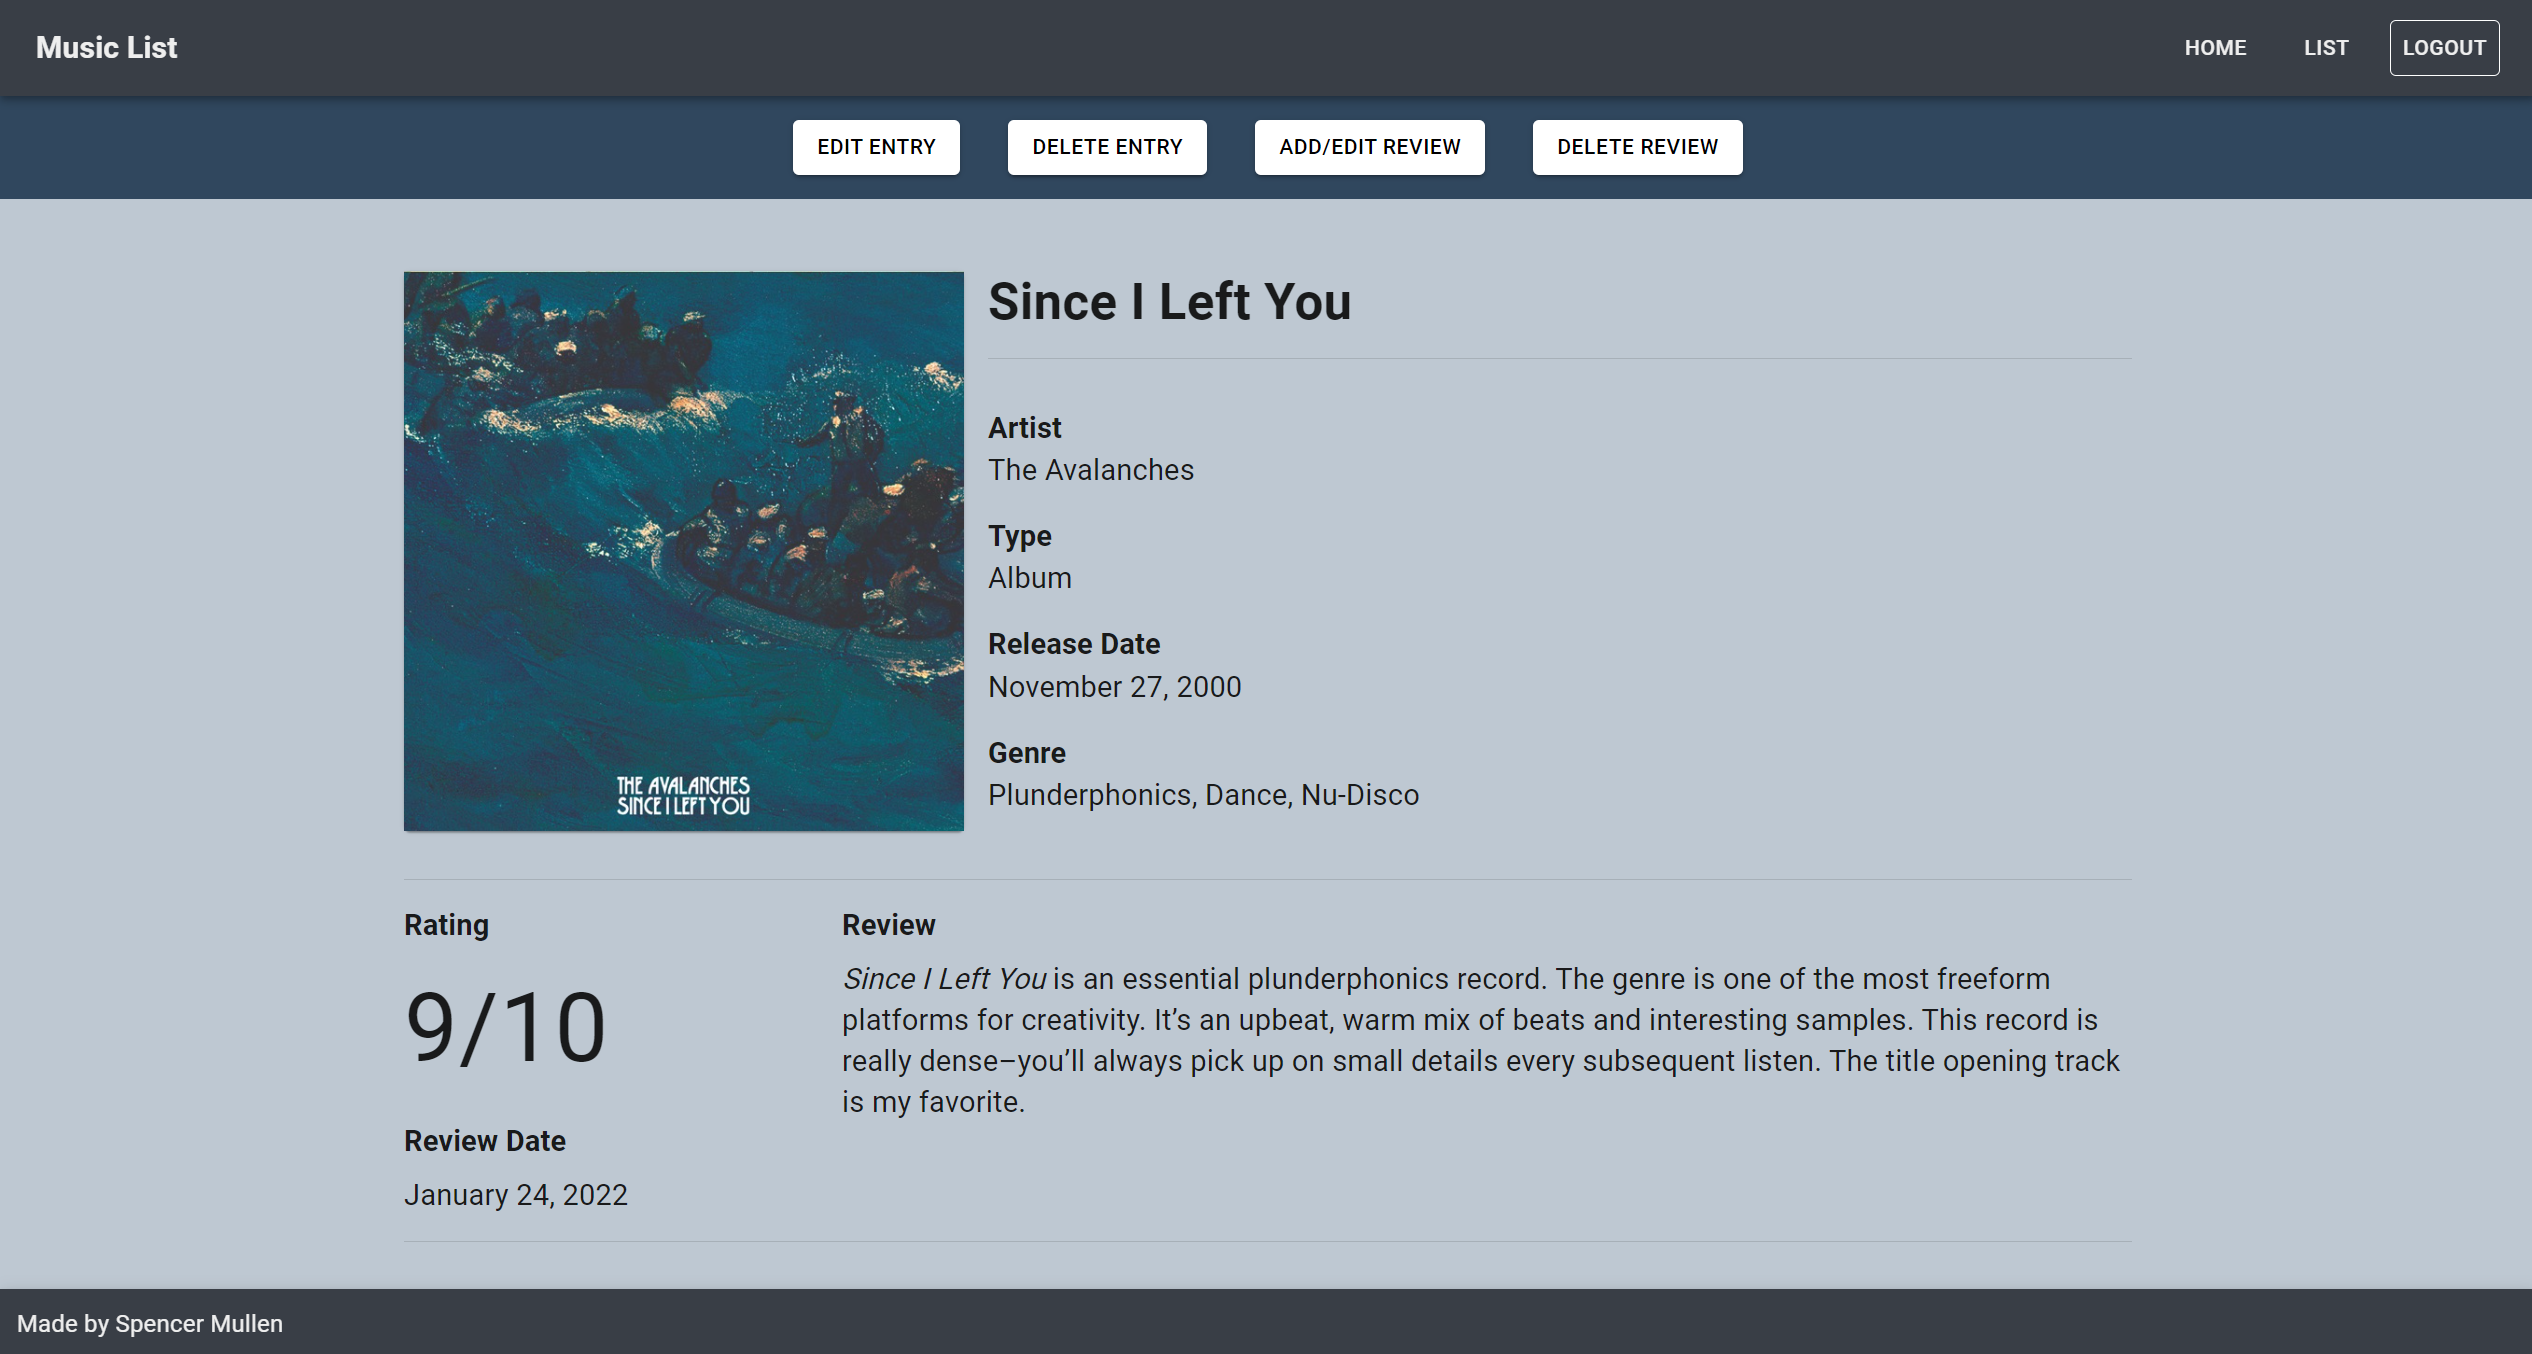 Music List
HOME
LIST
LOGOUT
EDIT ENTRY
DELETE ENTRY
ADD/EDIT REVIEW
DELETE REVIEW
THE AVALANCHES
SINCE I LEFT YOU
Since I Left You
Artist
The Avalanches
Type
Album
Release Date
November 27, 2000
Genre
Plunderphonics, Dance, Nu-Disco
Rating
9/10
Review Date
January 24, 2022
Review
Since I Left You is an essential plunderphonics record. The genre is one of the most freeform
platforms for creativity. It’s an upbeat, warm mix of beats and interesting samples. This record is
really dense–you’ll always pick up on small details every subsequent listen. The title opening track
is my favorite.
Made by Spencer Mullen